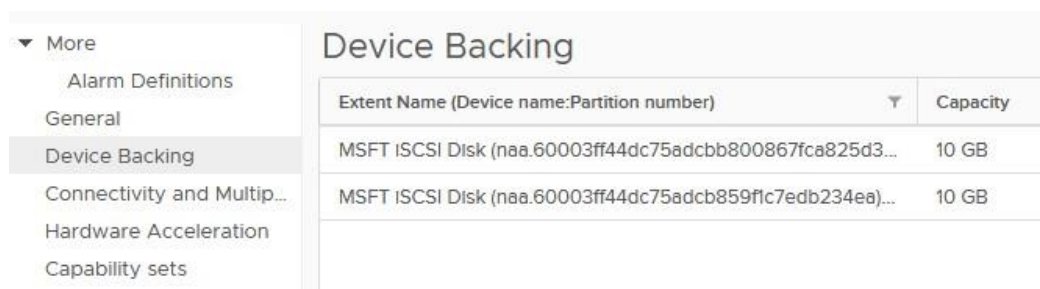 More
Alarm Definitions
General
Device Backing
Connectivity and Multip...
Hardware Acceleration
Capability sets
Device Backing
Extent Name (Device name:Partition number) Capacity
MSFT iSCSI Disk (naa.60003ff44dc75adcbb800867fca825d3... 10 GB
MSFT iSCSI Disk (naa.60003ff44dc75adcb859f1c7edb234ea)... 10 GB